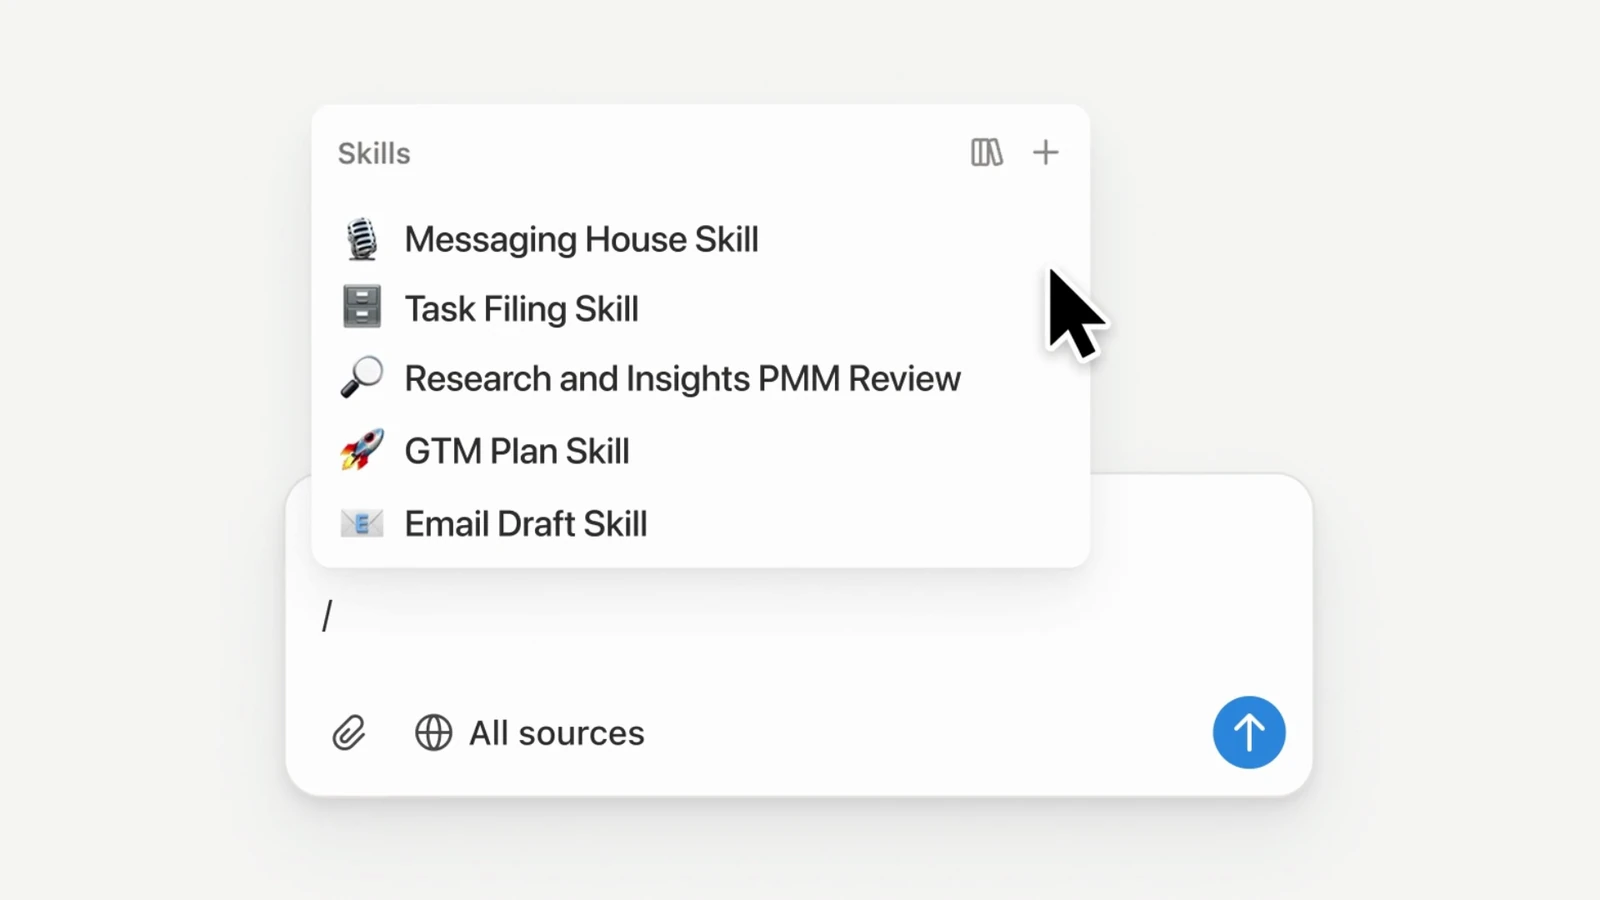 Skills
Messaging House Skill
Task Filing Skill
Research and Insights PMM Review
GTM Plan Skill
Email Draft Skill
/
All sources